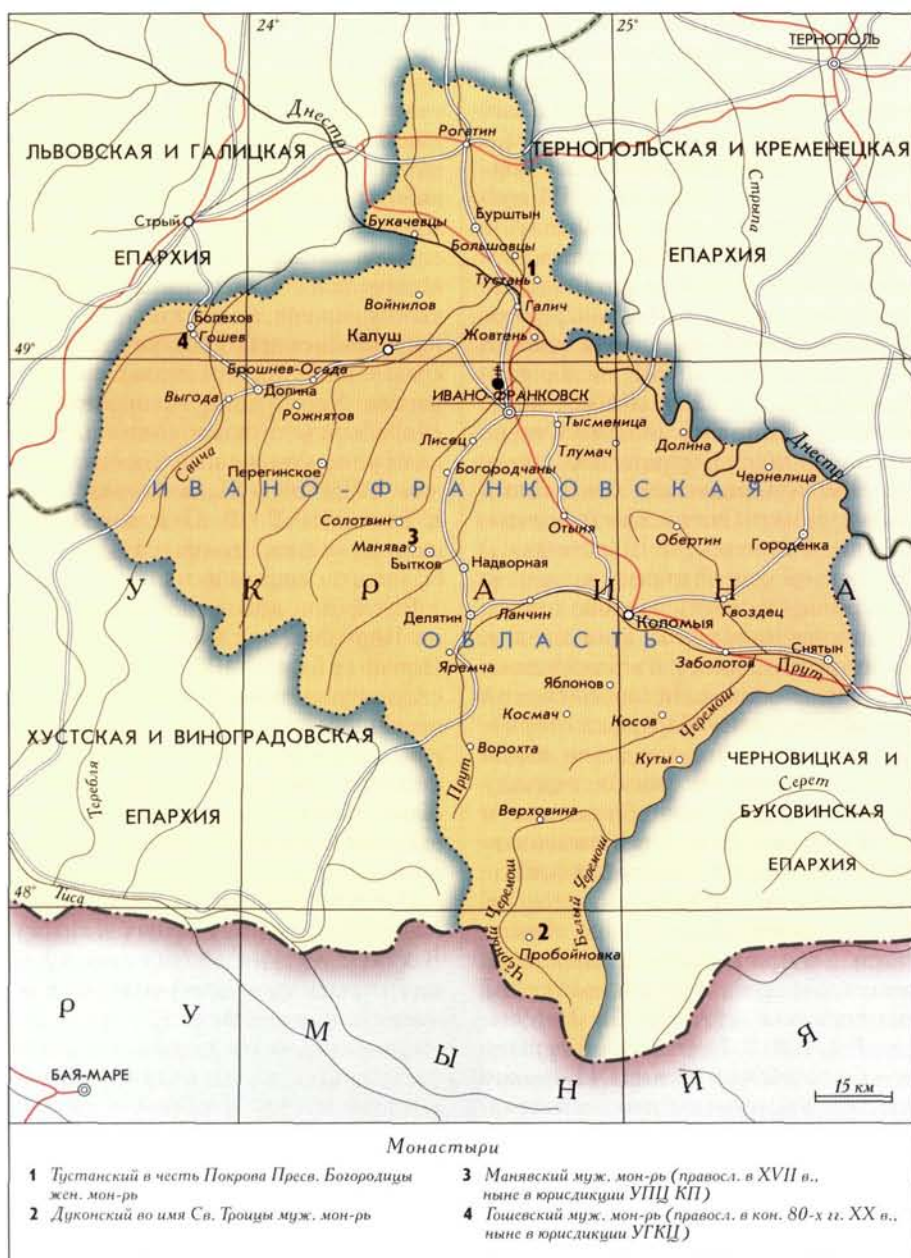 24°
25°
ТЕРНОПОЛЬ
Днестр
Рогатин
ЛЬВОВСКАЯ И ГАЛИЦКАЯ
ТЕРНОПОЛЬСКАЯ И КРЕМЕНЕЦКАЯ
Стрыпа
Стрый
Букачевцы
Бурштын
ЕПАРХИЯ
Большовцы
ЕПАРХИЯ
Тустань
1
Войнилов
Галич
Болехов
4
Гошев
Калуш
Жовтень
49°
Брошнев-Осада
Выгода
Долина
ИВАНО-ФРАНКОВСК
Рожнятов
Тысменица
Лисец
Тлумач
Долина
Днестр
Свича
Перегинское
Богородчаны
Чернелица
ИВАНО-ФРАНКОВСКАЯ
Солотвин
Отыня
Обертин
Городенка
Манява
3
Бытков
Надворная
УКРАИНА
Делятин
Ланчин
Коломыя
Гвоздец
ОБЛАСТЬ
Яремча
Заболотов
Снятын
Прут
Яблонов
Черемош
Космач
Косов
ХУСТСКАЯ И ВИНОГРАДОВСКАЯ
Ворохта
Куты
ЧЕРНОВИЦКАЯ И
Теребля
Прут
Серет
ЕПАРХИЯ
Верховина
БУКОВИНСКАЯ
ЕПАРХИЯ
48°
Тиса
Чёрный Черемош
Белый Черемош
2
Пробойновка
РУМЫНИЯ
БАЯ-МАРЕ
15 км
Монастыри
1 Тустанский в честь Покрова Пресв. Богородицы
жен. мон-рь
2 Дуконский во имя Св. Троицы муж. мон-рь
3 Манявский муж. мон-рь (правосл. в XVII в.,
ныне в юрисдикции УПЦ КП)
4 Гошевский муж. мон-рь (правосл. в кон. 80-х гг. XX в.,
ныне в юрисдикции УГКЦ)